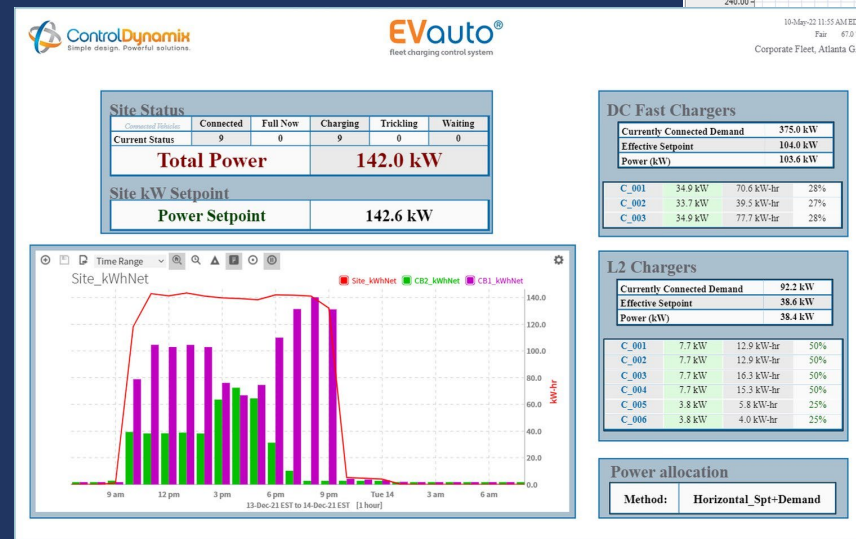 240.00
ControlDynamix
Simple design. Powerful solutions.
EVauto®
fleet charging control system
10-May-22 11:55 AM ED
Fair 67.0
Corporate Fleet, Atlanta G
Site Status
Connected Vehicles Connected Full Now Charging Trickling Waiting
Current Status 9 0 9 0 0
Total Power 142.0 kW
Site kW Setpoint
Power Setpoint 142.6 kW
Time Range
Site_kWhNet
Site_kWhNet CB2_kWhNet CB1_kWhNet
140.0
120.0
100.0
80.0
60.0
40.0
20.0
0.0
kW-hr
9 am 12 pm 3 pm 6 pm 9 pm Tue 14 3 am 6 am
13-Dec-21 EST to 14-Dec-21 EST [1 hour]
DC Fast Chargers
Currently Connected Demand 375.0 kW
Effective Setpoint 104.0 kW
Power (kW) 103.6 kW
C_001 34.9 kW 70.6 kW-hr 28%
C_002 33.7 kW 39.5 kW-hr 27%
C_003 34.9 kW 77.7 kW-hr 28%
L2 Chargers
Currently Connected Demand 92.2 kW
Effective Setpoint 38.6 kW
Power (kW) 38.4 kW
C_001 7.7 kW 12.9 kW-hr 50%
C_002 7.7 kW 12.9 kW-hr 50%
C_003 7.7 kW 16.3 kW-hr 50%
C_004 7.7 kW 15.3 kW-hr 50%
C_005 3.8 kW 5.8 kW-hr 25%
C_006 3.8 kW 4.0 kW-hr 25%
Power allocation
Method: Horizontal_Spt+Demand